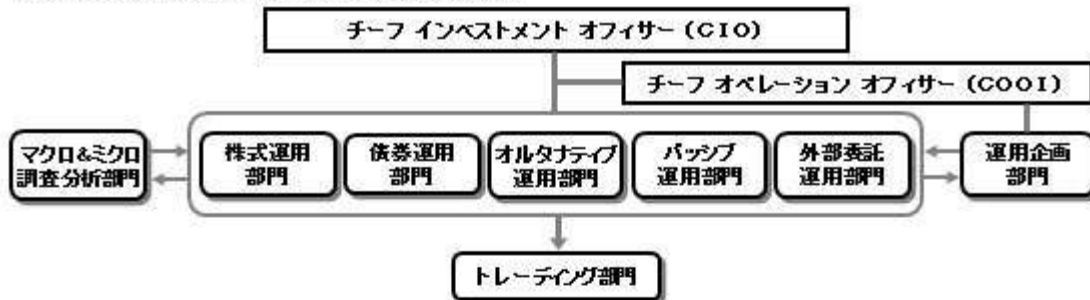 チーフ インベストメント オフィサー (CIO)
チーフ オペレーション オフィサー (COOI)
マクロ&ミクロ
調査分析部門
株式運用
部門
債券運用
部門
オルタナティブ
運用部門
パッシブ
運用部門
外部委託
運用部門
運用企画
部門
トレーディング部門